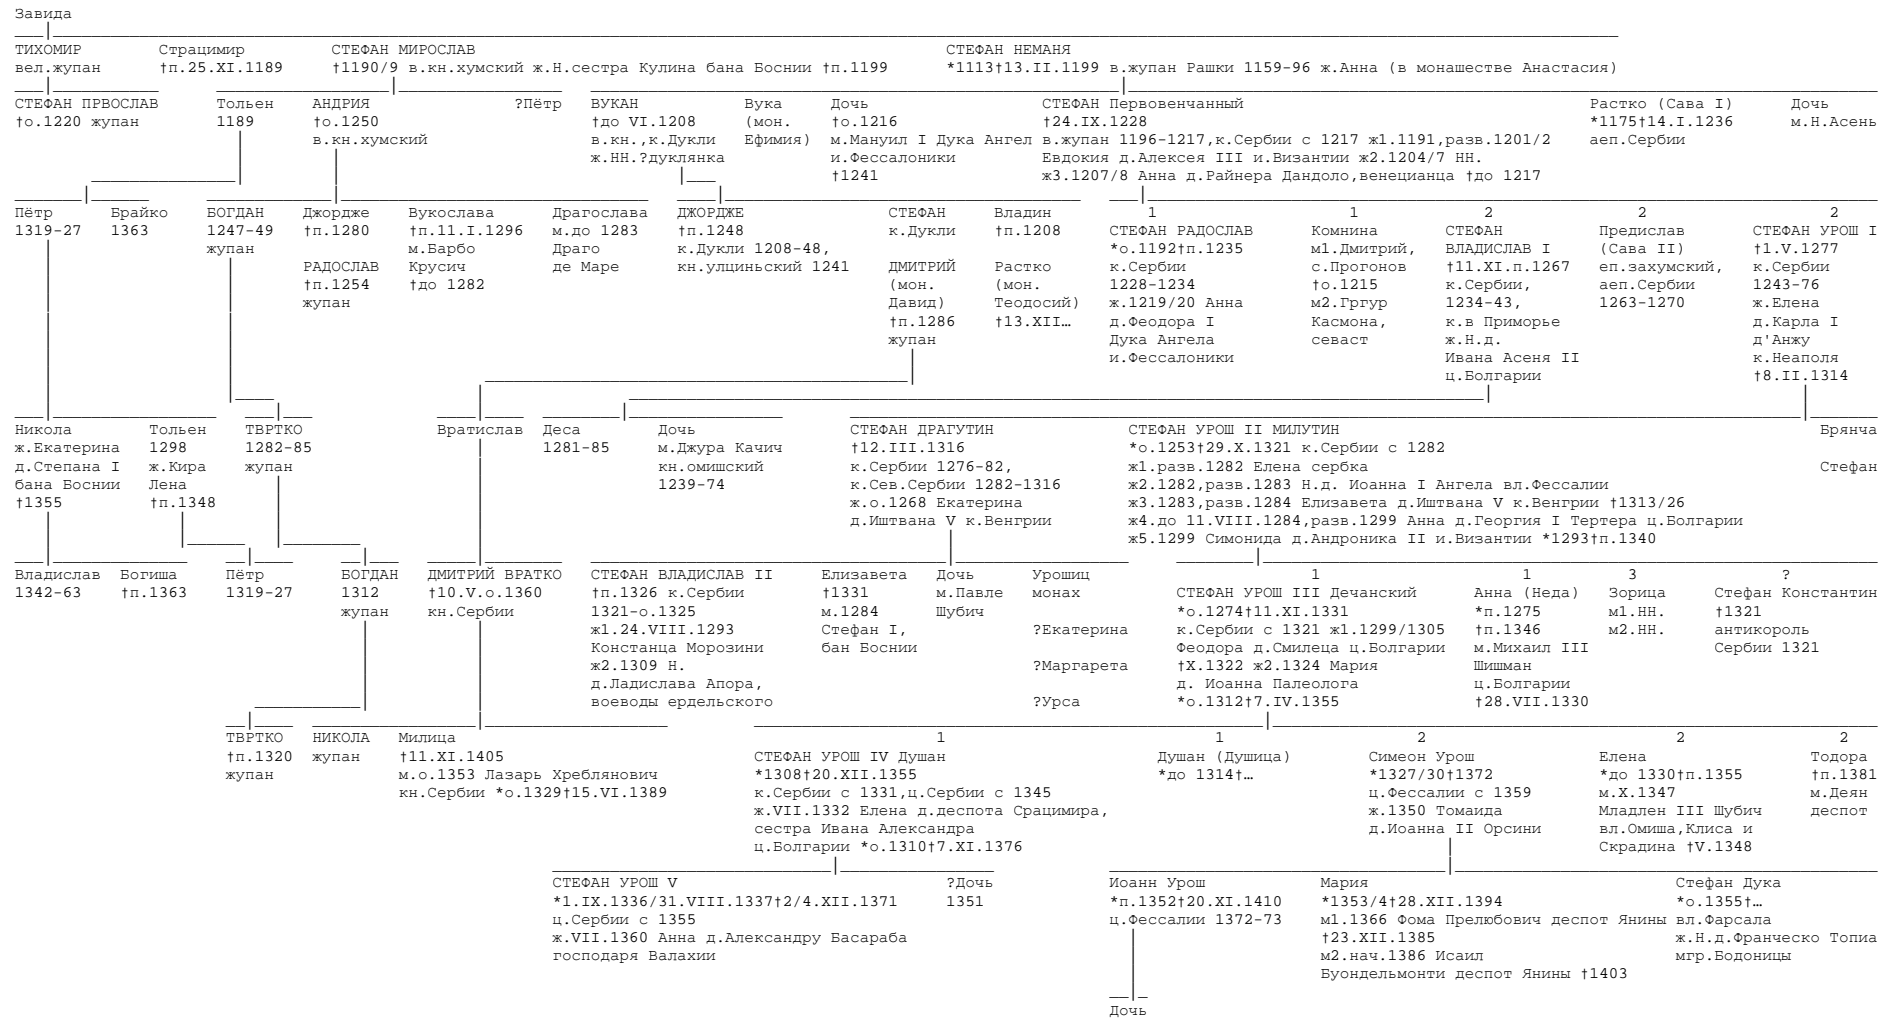 Завида
ТИХОМИР Страцимир СТЕФАН МИРОСЛАВ СТЕФАН НЕМАНЯ
вел.жупан †п.25.XI.1189 †1190/9 в.кн.хумский ж.Н.сестра Кулина бана Боснии †п.1199 *1113†13.II.1199 в.жупан Рашки 1159-96 ж.Анна (в монашестве Анастасия)
СТЕФАН ПРВОСЛАВ Тольен АНДРИЯ ?Пётр ВУКАН Вука Дочь СТЕФАН Первовенчанный Растко (Сава I) Дочь
†о.1220 жупан 1189 †о.1250 †до VI.1208 (мон. †о.1216 †24.IX.1228 *1175†14.I.1236 м.Н.Асень
в.кн.хумский в.кн.,к.Дукли Ефимия) м.Мануил I Дука Ангел в.жупан 1196-1217,к.Сербии с 1217 ж1.1191,разв.1201/2 аеп.Сербии
ж.НН.?дуклянка и.Фессалоники Евдокия д.Алексея III и.Византии ж2.1204/7 НН.
†1241 ж3.1207/8 Анна д.Райнера Дандоло,венецианца †до 1217
Пётр Брайко БОГДАН Джордже Вукослава Драгослава ДЖОРДЖЕ СТЕФАН Владин 1 1 2 2 2
1319-27 1363 1247-49 †п.1280 †п.11.I.1296 м.до 1283 †п.1248 к.Дукли †п.1208 СТЕФАН РАДОСЛАВ Комнина СТЕФАН Предислав СТЕФАН УРОШ I
жупан м.Барбо Драго к.Дукли 1208-48, *о.1192†п.1235 м1.Дмитрий, ВЛАДИСЛАВ I (Сава II) †1.V.1277
РАДОСЛАВ Крусич де Маре кн.улциньский 1241 ДМИТРИЙ Растко к.Сербии с.Прогонов †11.XI.п.1267 еп.захумский, к.Сербии
†п.1254 †до 1282 (мон. (мон. 1228-1234 †о.1215 к.Сербии, аеп.Сербии 1243-76
жупан Давид) Теодосий) ж.1219/20 Анна м2.Гргур 1234-43, 1263-1270 ж.Елена
†п.1286 †13.XII… д.Феодора I Касмона, к.в Приморье д.Карла I
жупан Дука Ангела севаст ж.Н.д. д'Анжу
и.Фессалоники Ивана Асеня II к.Неаполя
ц.Болгарии †8.II.1314
Никола Тольен ТВРТКО Вратислав Деса Дочь СТЕФАН ДРАГУТИН СТЕФАН УРОШ II МИЛУТИН Брянча
ж.Екатерина 1298 1282-85 1281-85 м.Джура Качич †12.III.1316 *о.1253†29.X.1321 к.Сербии с 1282
д.Степана I ж.Кира жупан кн.омишский к.Сербии 1276-82, ж1.разв.1282 Елена сербка Стефан
бана Боснии Лена 1239-74 к.Сев.Сербии 1282-1316 ж2.1282,разв.1283 Н.д. Иоанна I Ангела вл.Фессалии
†1355 †п.1348 ж.о.1268 Екатерина ж3.1283,разв.1284 Елизавета д.Иштвана V к.Венгрии †1313/26
д.Иштвана V к.Венгрии ж4.до 11.VIII.1284,разв.1299 Анна д.Георгия I Тертера ц.Болгарии
ж5.1299 Симонида д.Андроника II и.Византии *1293†п.1340
Владислав Богиша Пётр БОГДАН ДМИТРИЙ ВРАТКО СТЕФАН ВЛАДИСЛАВ II Елизавета Дочь Урошиц 1 1 3 ?
1342-63 †п.1363 1319-27 1312 †10.V.о.1360 †п.1326 к.Сербии †1331 м.Павле монах СТЕФАН УРОШ III Дечанский Анна (Неда) Зорица Стефан Константин
жупан кн.Сербии 1321-о.1325 м.1284 Шубич *о.1274†11.XI.1331 *п.1275 м1.НН. †1321
ж1.24.VIII.1293 Стефан I, ?Екатерина к.Сербии с 1321 ж1.1299/1305 †п.1346 м2.НН. антикороль
Констанца Морозини бан Боснии Феодора д.Смилеца ц.Болгарии м.Михаил III Сербии 1321
ж2.1309 Н. ?Маргарета †X.1322 ж2.1324 Мария Шишман
д.Ладислава Апора, д. Иоанна Палеолога ц.Болгарии
воеводы ердельского ?Урса *о.1312†7.IV.1355 †28.VII.1330
ТВРТКО НИКОЛА Милица 1 1 2 2 2
†п.1320 жупан †11.XI.1405 СТЕФАН УРОШ IV Душан Душан (Душица) Симеон Урош Елена Тодора
жупан м.о.1353 Лазарь Хреблянович *1308†20.XII.1355 *до 1314†… *1327/30†1372 *до 1330†п.1355 †п.1381
кн.Сербии *о.1329†15.VI.1389 к.Сербии с 1331,ц.Сербии с 1345 ц.Фессалии с 1359 м.X.1347 м.Деян
ж.VII.1332 Елена д.деспота Срацимира, ж.1350 Томаида Младлен III Шубич деспот
сестра Ивана Александра д.Иоанна II Орсини вл.Омиша,Клиса и
ц.Болгарии *о.1310†7.XI.1376 Скрадина †V.1348
СТЕФАН УРОШ V ?Дочь Иоанн Урош Мария Стефан Дука
*1.IX.1336/31.VIII.1337†2/4.XII.1371 1351 *п.1352†20.XI.1410 *1353/4†28.XII.1394 *о.1355†…
ц.Сербии с 1355 ц.Фессалии 1372-73 м1.1366 Фома Прелюбович деспот Янины вл.Фарсала
ж.VII.1360 Анна д.Александру Басараба †23.XII.1385 ж.Н.д.Франческо Топиа
господаря Валахии м2.нач.1386 Исаил мгр.Бодоницы
Буондельмонти деспот Янины †1403
Дочь